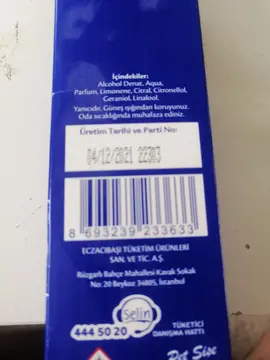 İçindekiler:
Alcohol Denat, Aqua,
Parfum, Limonene, Citral, Citronellol,
Geraniol, Linalool.
Yanıcıdır. Güneş ışığından koruyunuz.
Oda sıcaklığında muhafaza ediniz.
Üretim Tarihi ve Parti No:
04/12/2021 22303
8 693239 233633
ECZACIBAŞI TÜKETİM ÜRÜNLERİ
SAN. VE TİC. A.Ş.
Rüzgarlı Bahçe Mahallesi Kavak Sokak
No: 20 Beykoz 34805, İstanbul
Selin
444 50 20
TÜKETİCİ
DANIŞMA HATTI
Pet Şişe